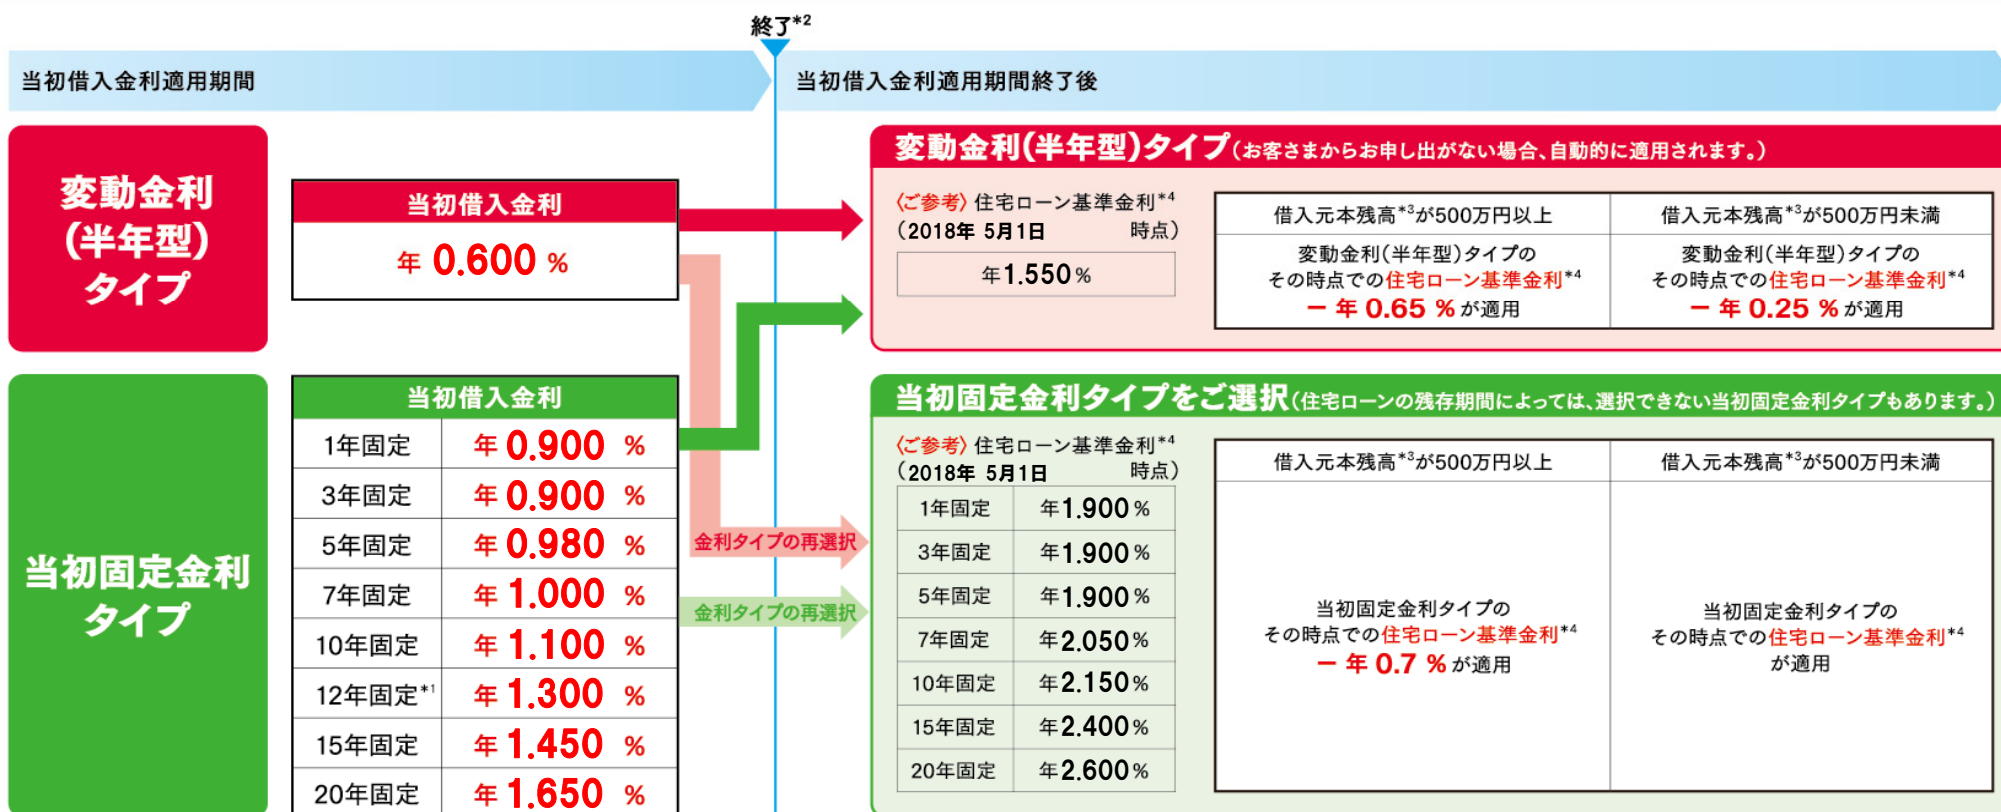 終了*2
当初借入金利適用期間
当初借入金利適用期間終了後
変動金利
(半年型)
タイプ
当初借入金利
年 0.600 %
変動金利(半年型)タイプ(お客さまからお申し出がない場合、自動的に適用されます。)
〈ご参考〉住宅ローン基準金利*4
(2018年 5月1日 時点)
年1.550%
借入元本残高*3が500万円以上
借入元本残高*3が500万円未満
変動金利(半年型)タイプの
その時点での住宅ローン基準金利*4
ー 年 0.65 % が適用
変動金利(半年型)タイプの
その時点での住宅ローン基準金利*4
ー 年 0.25 % が適用
当初固定金利
タイプ
当初借入金利
1年固定 年 0.900 %
3年固定 年 0.900 %
5年固定 年 0.980 %
7年固定 年 1.000 %
10年固定 年 1.100 %
12年固定*1 年 1.300 %
15年固定 年 1.450 %
20年固定 年 1.650 %
金利タイプの再選択
金利タイプの再選択
当初固定金利タイプをご選択(住宅ローンの残存期間によっては、選択できない当初固定金利タイプもあります。)
〈ご参考〉住宅ローン基準金利*4
(2018年 5月1日 時点)
1年固定 年1.900%
3年固定 年1.900%
5年固定 年1.900%
7年固定 年2.050%
10年固定 年2.150%
15年固定 年2.400%
20年固定 年2.600%
借入元本残高*3が500万円以上
借入元本残高*3が500万円未満
当初固定金利タイプの
その時点での住宅ローン基準金利*4
ー 年 0.7 % が適用
当初固定金利タイプの
その時点での住宅ローン基準金利*4
が適用